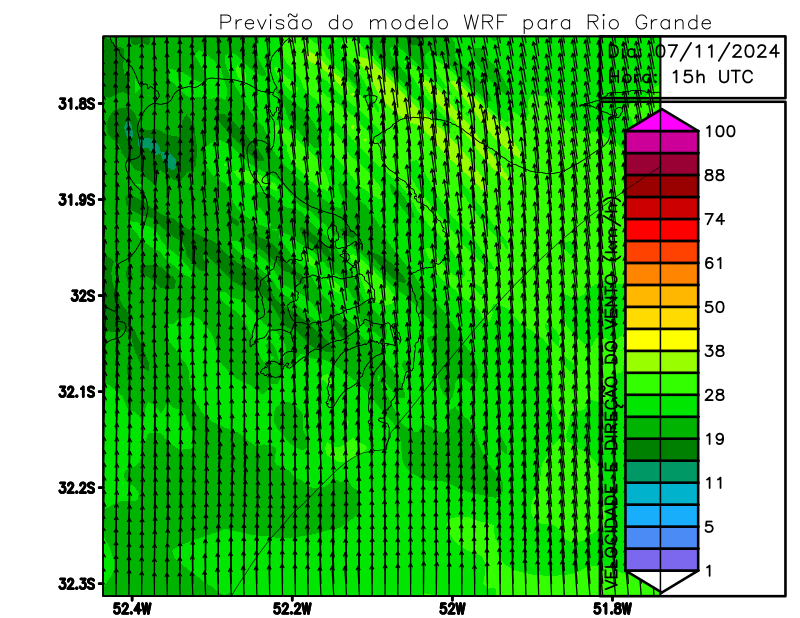 Previsão do modelo WRF para Rio Grande
Dia: 07/11/2024
Hora: 15h UTC
31.8S
31.9S
32S
32.1S
32.2S
32.3S
52.4W
52.2W
52W
51.8W
VELOCIDADE E DIREÇÃO DO VENTO (km/h)
100
88
74
61
50
38
28
19
11
5
1